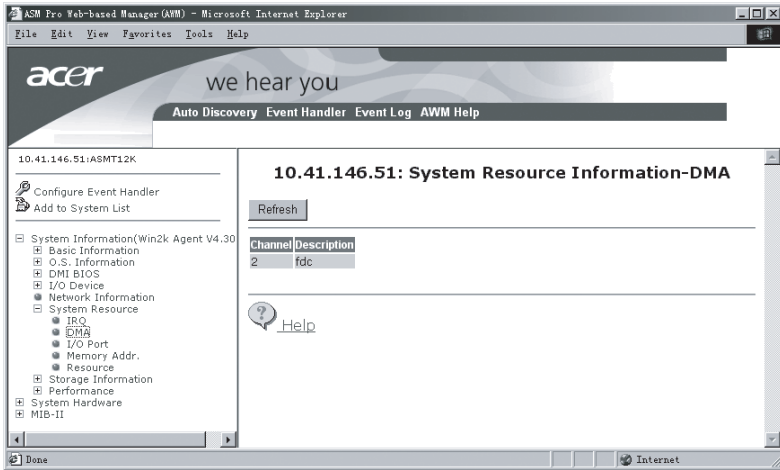 ASM Pro Web-based Manager(AWM) - Microsoft Internet Explorer
File Edit View Favorites Tools Help
acer
we hear you
Auto Discovery Event Handler Event Log AWM Help
10.41.146.51:ASMT12K
Configure Event Handler
Add to System List
System Information(Win2k Agent V4.30
Basic Information
O.S. Information
DMI BIOS
I/O Device
Network Information
System Resource
IRQ
DMA
I/O Port
Memory Addr.
Resource
Storage Information
Performance
System Hardware
MIB-II
10.41.146.51: System Resource Information-DMA
Refresh
Channel Description
2 fdc
Help
Done
Internet